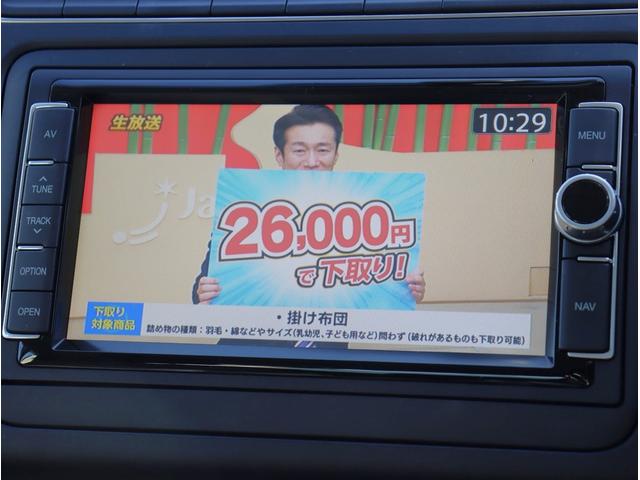 AV
TUNE
TRACK
OPTION
OPEN
MENU
NAV
生放送
10:29
Ja
26,000円
で下取り!
下取り
対象商品
・掛け布団
詰め物の種類:羽毛・綿などやサイズ(乳幼児、子ども用など)問わず(破れがあるものも下取り可能)